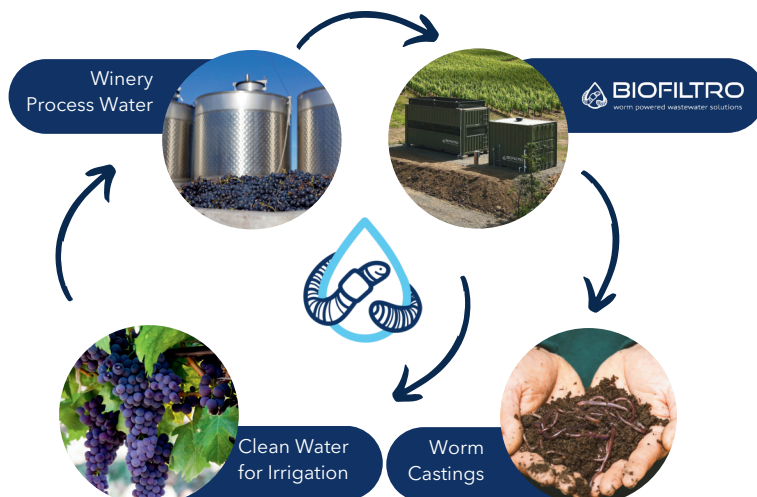 Winery
Process Water
BIOFILTRO
worm powered wastewater solutions
Clean Water
for Irrigation
Worm
Castings